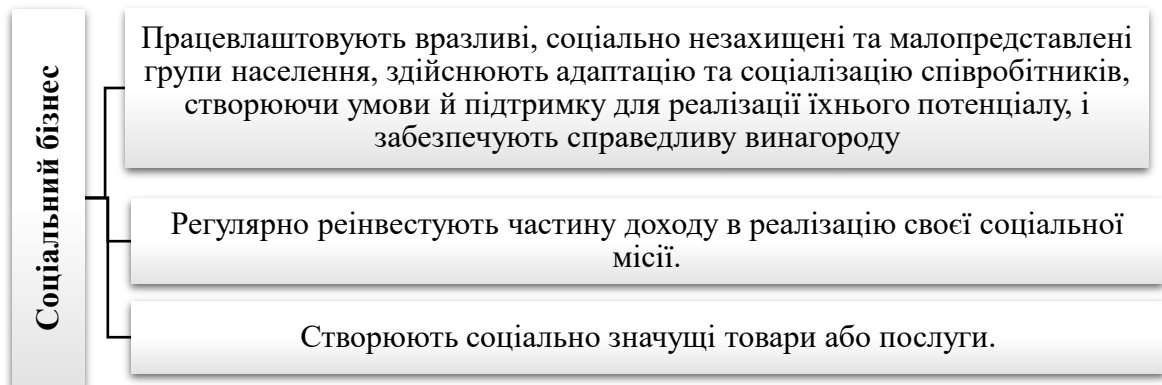 Соціальний бізнес
Працевлаштовують вразливі, соціально незахищені та малопредставлені
групи населення, здійснюють адаптацію та соціалізацію співробітників,
створюючи умови й підтримку для реалізації їхнього потенціалу, і
забезпечують справедливу винагороду
Регулярно реінвестують частину доходу в реалізацію своєї соціальної
місії.
Створюють соціально значущі товари або послуги.